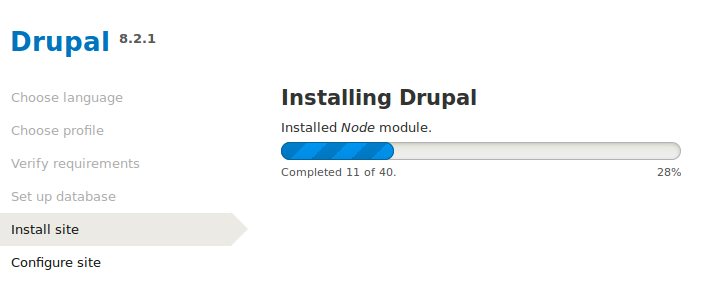 Drupal 8.2.1
Choose language
Choose profile
Verify requirements
Set up database
Install site
Configure site
Installing Drupal
Installed Node module.
Completed 11 of 40. 28%